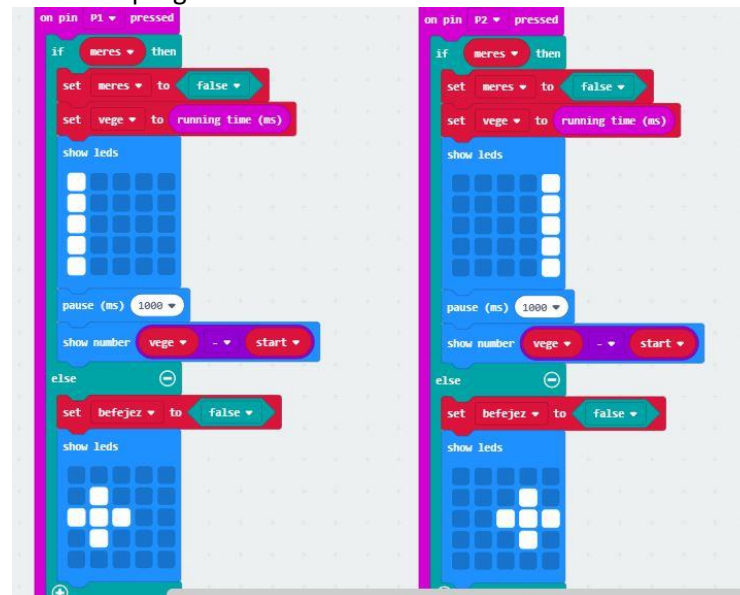 on pin P1 pressed
if meres then
set meres to false
set vege to running time (ms)
show leds
pause (ms) 1000
show number vege - start
else
set befejez to false
show leds
on pin P2 pressed
if meres then
set meres to false
set vege to running time (ms)
show leds
pause (ms) 1000
show number vege - start
else
set befejez to false
show leds